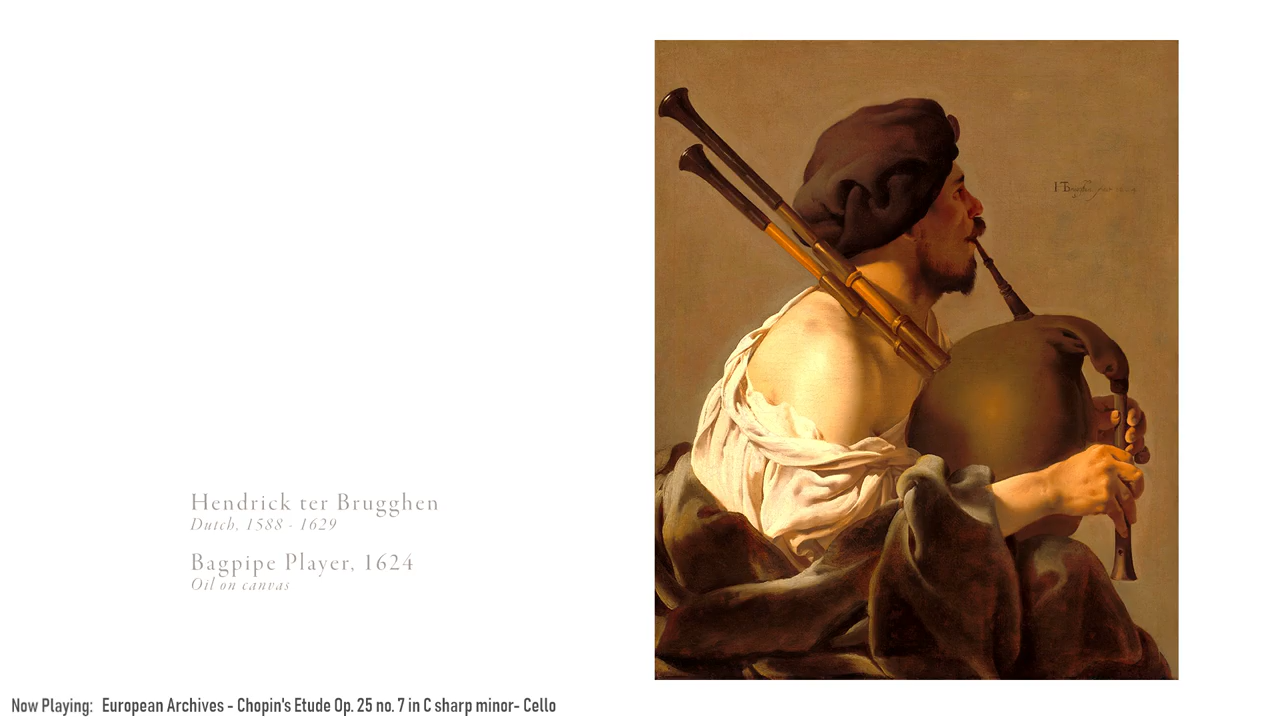 Hendrick ter Brugghen
Dutch, 1588 - 1629
Bagpipe Player, 1624
Oil on canvas
Now Playing: European Archives - Chopin's Etude Op. 25 no. 7 in C sharp minor- Cello